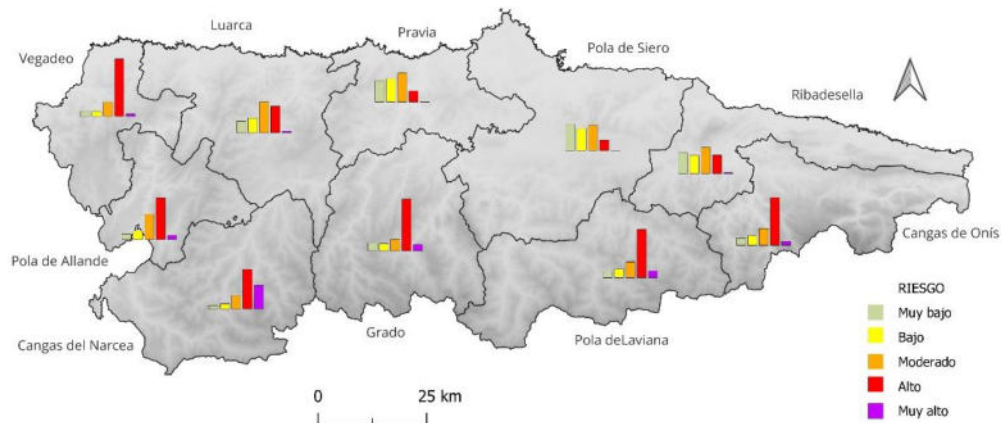 Luarca
Pravia
Vegadeo
Pola de Siero
Ribadesella
Pola de Allande
Cangas de Onís
Cangas del Narcea
Grado
Pola deLaviana
RIESGO
Muy bajo
Bajo
Moderado
Alto
Muy alto
0 25 km